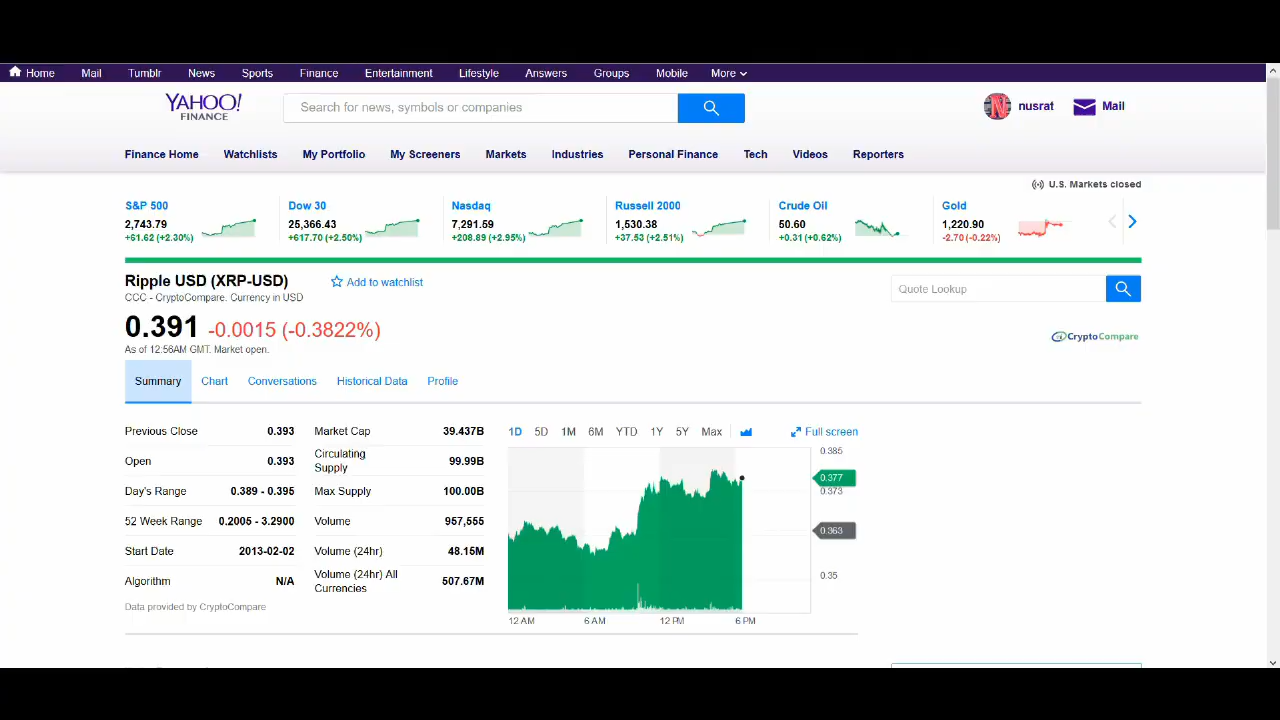 Home Mail Tumblr News Sports Finance Entertainment Lifestyle Answers Groups Mobile More
YAHOO!
FINANCE
Search for news, symbols or companies
nusrat
Mail
Finance Home Watchlists My Portfolio My Screeners Markets Industries Personal Finance Tech Videos Reporters
U.S. Markets closed
S&P 500
2,743.79
+61.62 (+2.30%)
Dow 30
25,366.43
+617.70 (+2.50%)
Nasdaq
7,291.59
+208.89 (+2.95%)
Russell 2000
1,530.38
+37.53 (+2.51%)
Crude Oil
50.60
+0.31 (+0.62%)
Gold
1,220.90
-2.70 (-0.22%)
Ripple USD (XRP-USD)
Add to watchlist
CCC - CryptoCompare. Currency in USD
Quote Lookup
0.391 -0.0015 (-0.3822%)
As of 12:56AM GMT. Market open.
CryptoCompare
Summary Chart Conversations Historical Data Profile
Previous Close 0.393
Open 0.393
Day's Range 0.389 - 0.395
52 Week Range 0.2005 - 3.2900
Start Date 2013-02-02
Algorithm N/A
Data provided by CryptoCompare
Market Cap 39.437B
Circulating
Supply 99.99B
Max Supply 100.00B
Volume 957,555
Volume (24hr) 48.15M
Volume (24hr) All
Currencies 507.67M
1D 5D 1M 6M YTD 1Y 5Y Max
Full screen
0.385
0.377
0.373
0.363
0.35
12 AM 6 AM 12 PM 6 PM